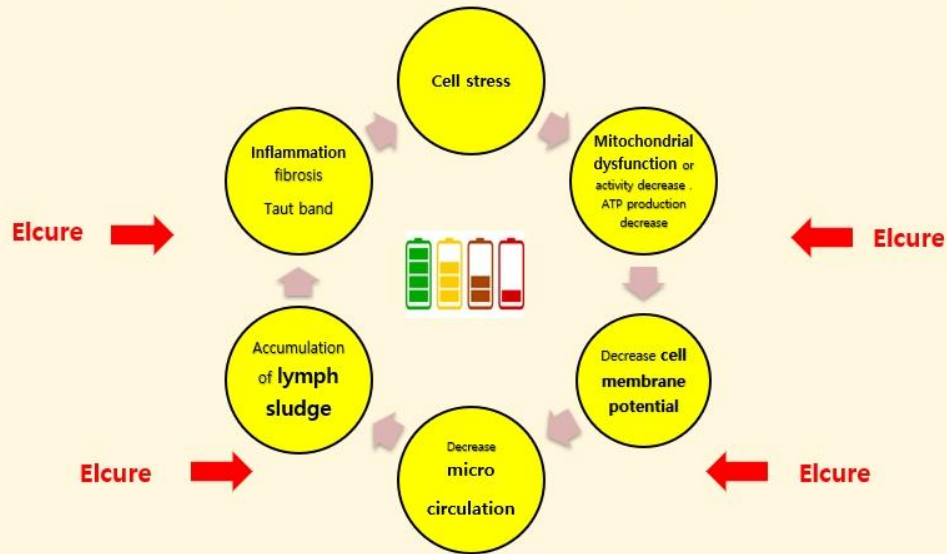 Cell stress
Mitochondrial
dysfunction or
activity decrease .
ATP production
decrease
Decrease cell
membrane
potential
Decrease
micro
circulation
Accumulation
of lymph
sludge
Inflammation
fibrosis
Taut band
Elcure
Elcure
Elcure
Elcure